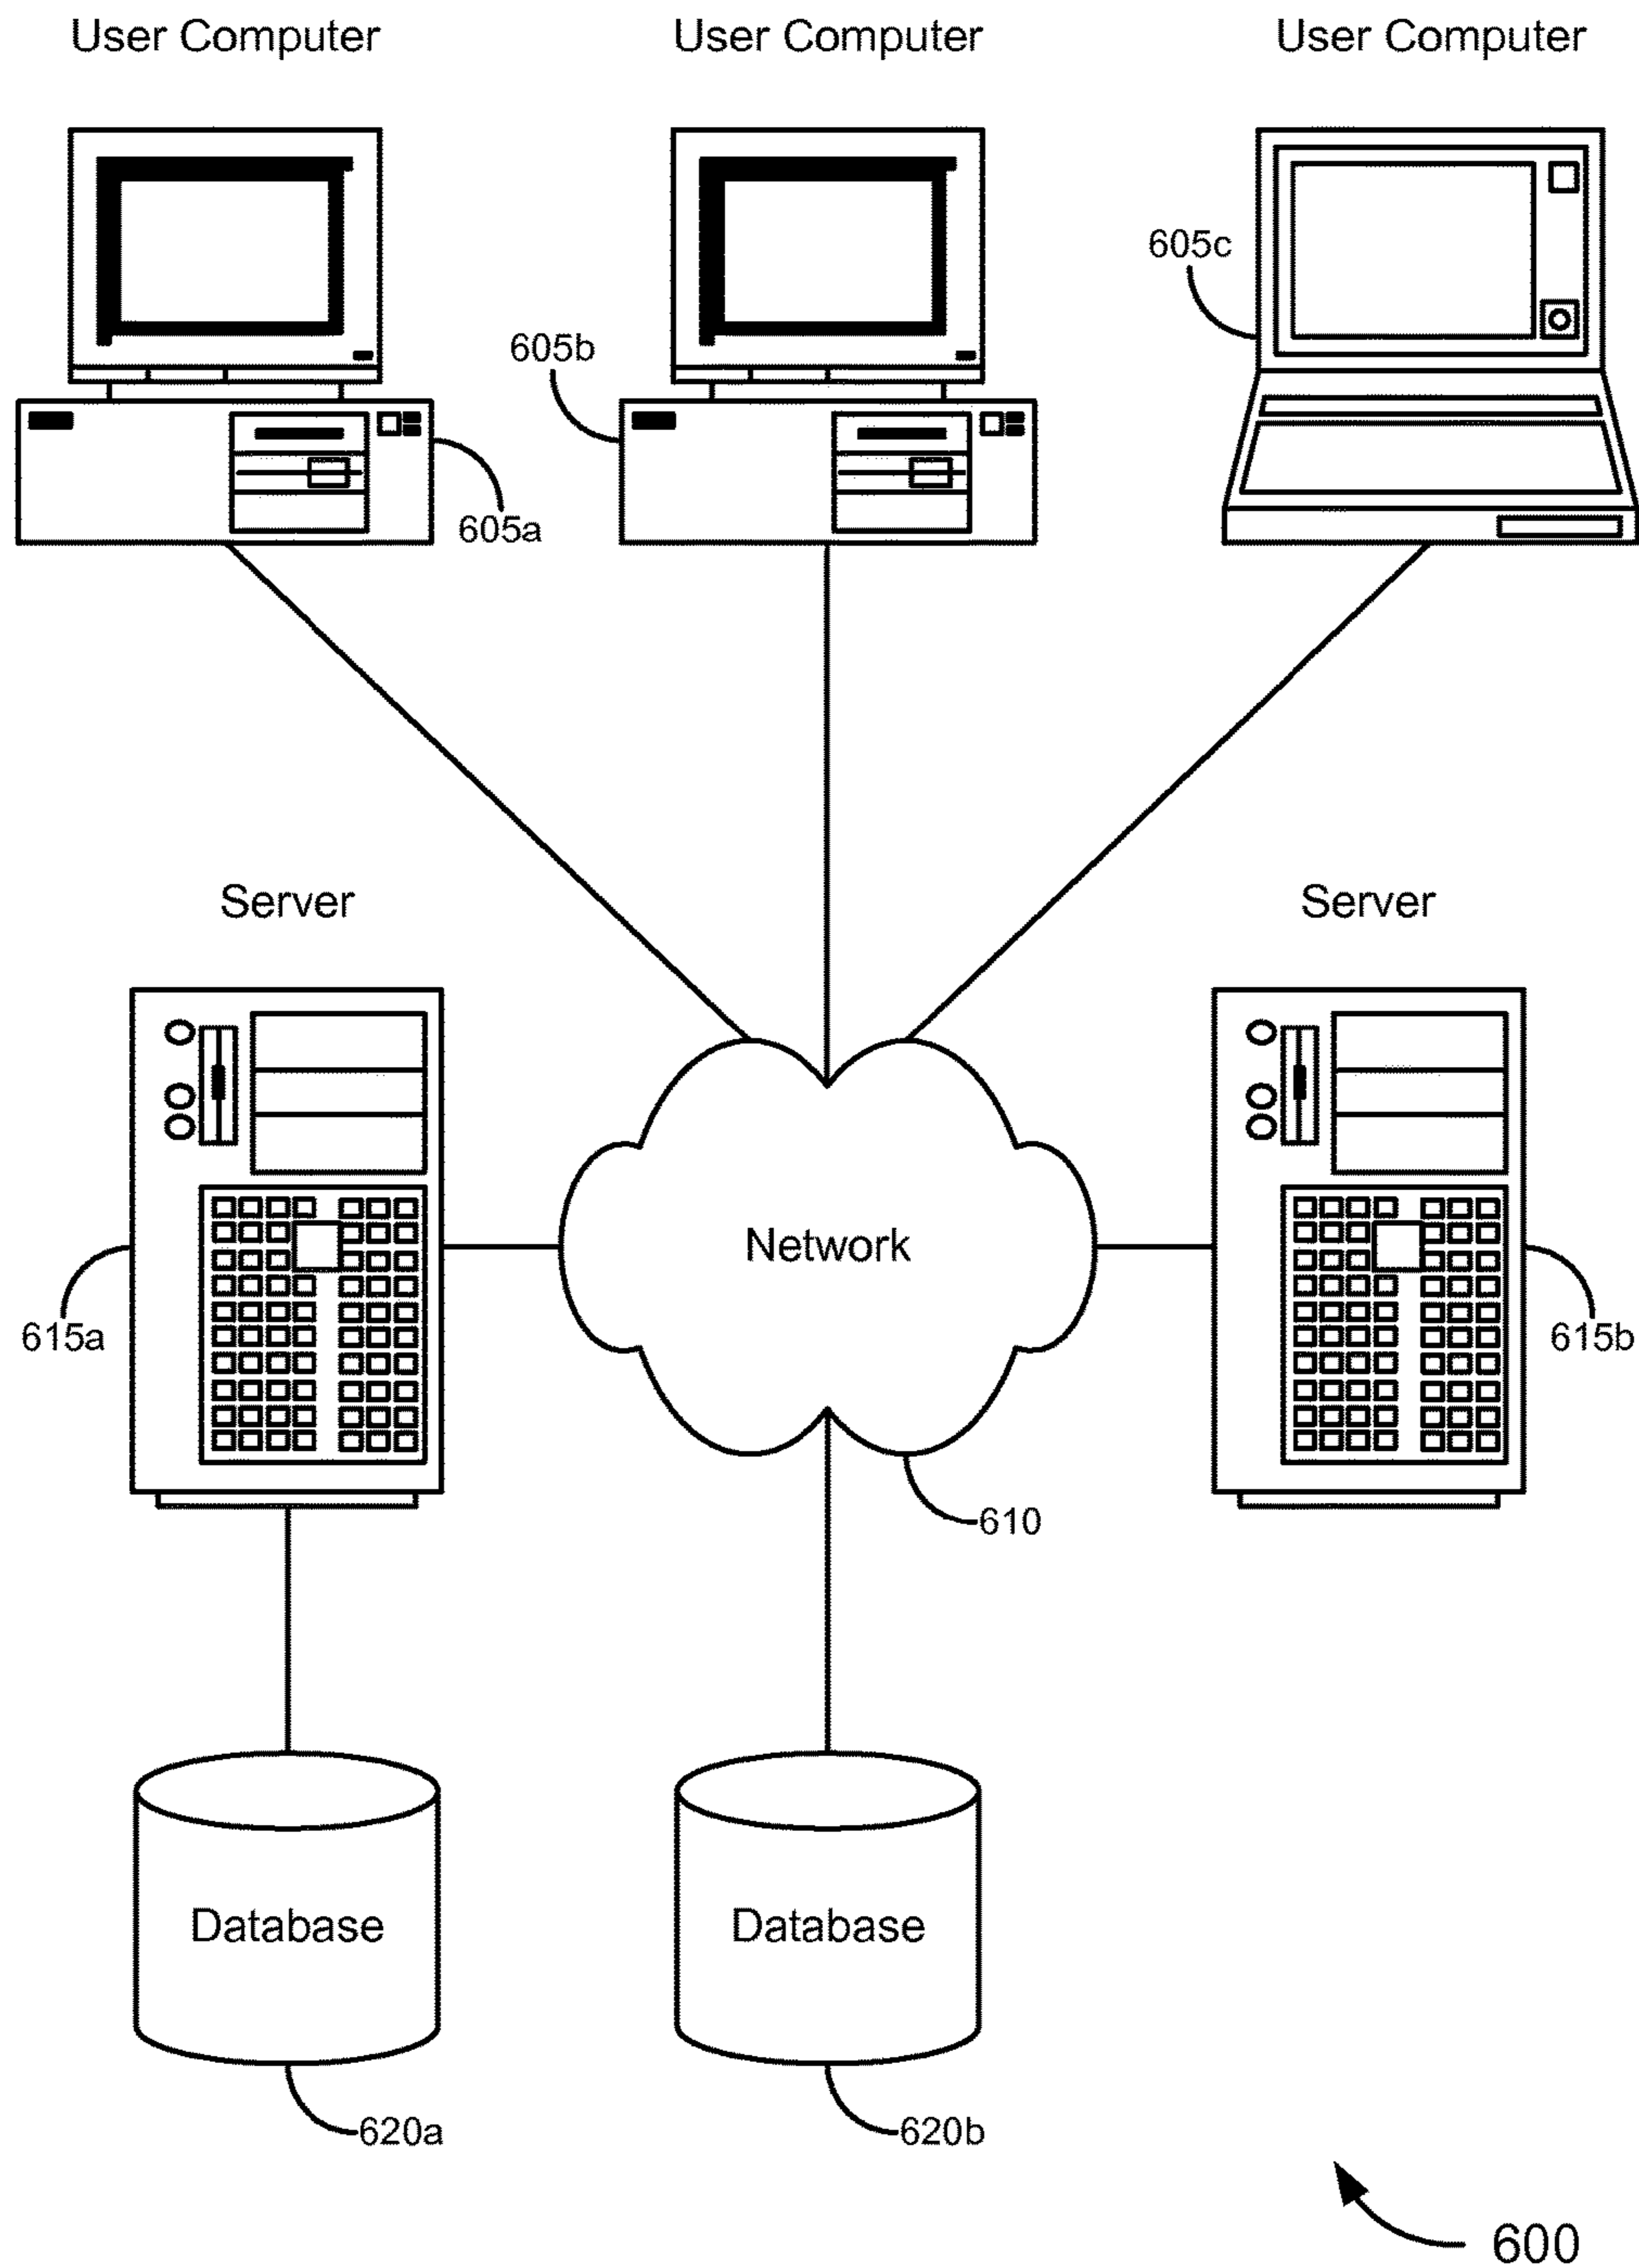 User Computer
User Computer
User Computer
605c
605b
605a
Server
Server
Network
615a
615b
610
Database
Database
620a
620b
600